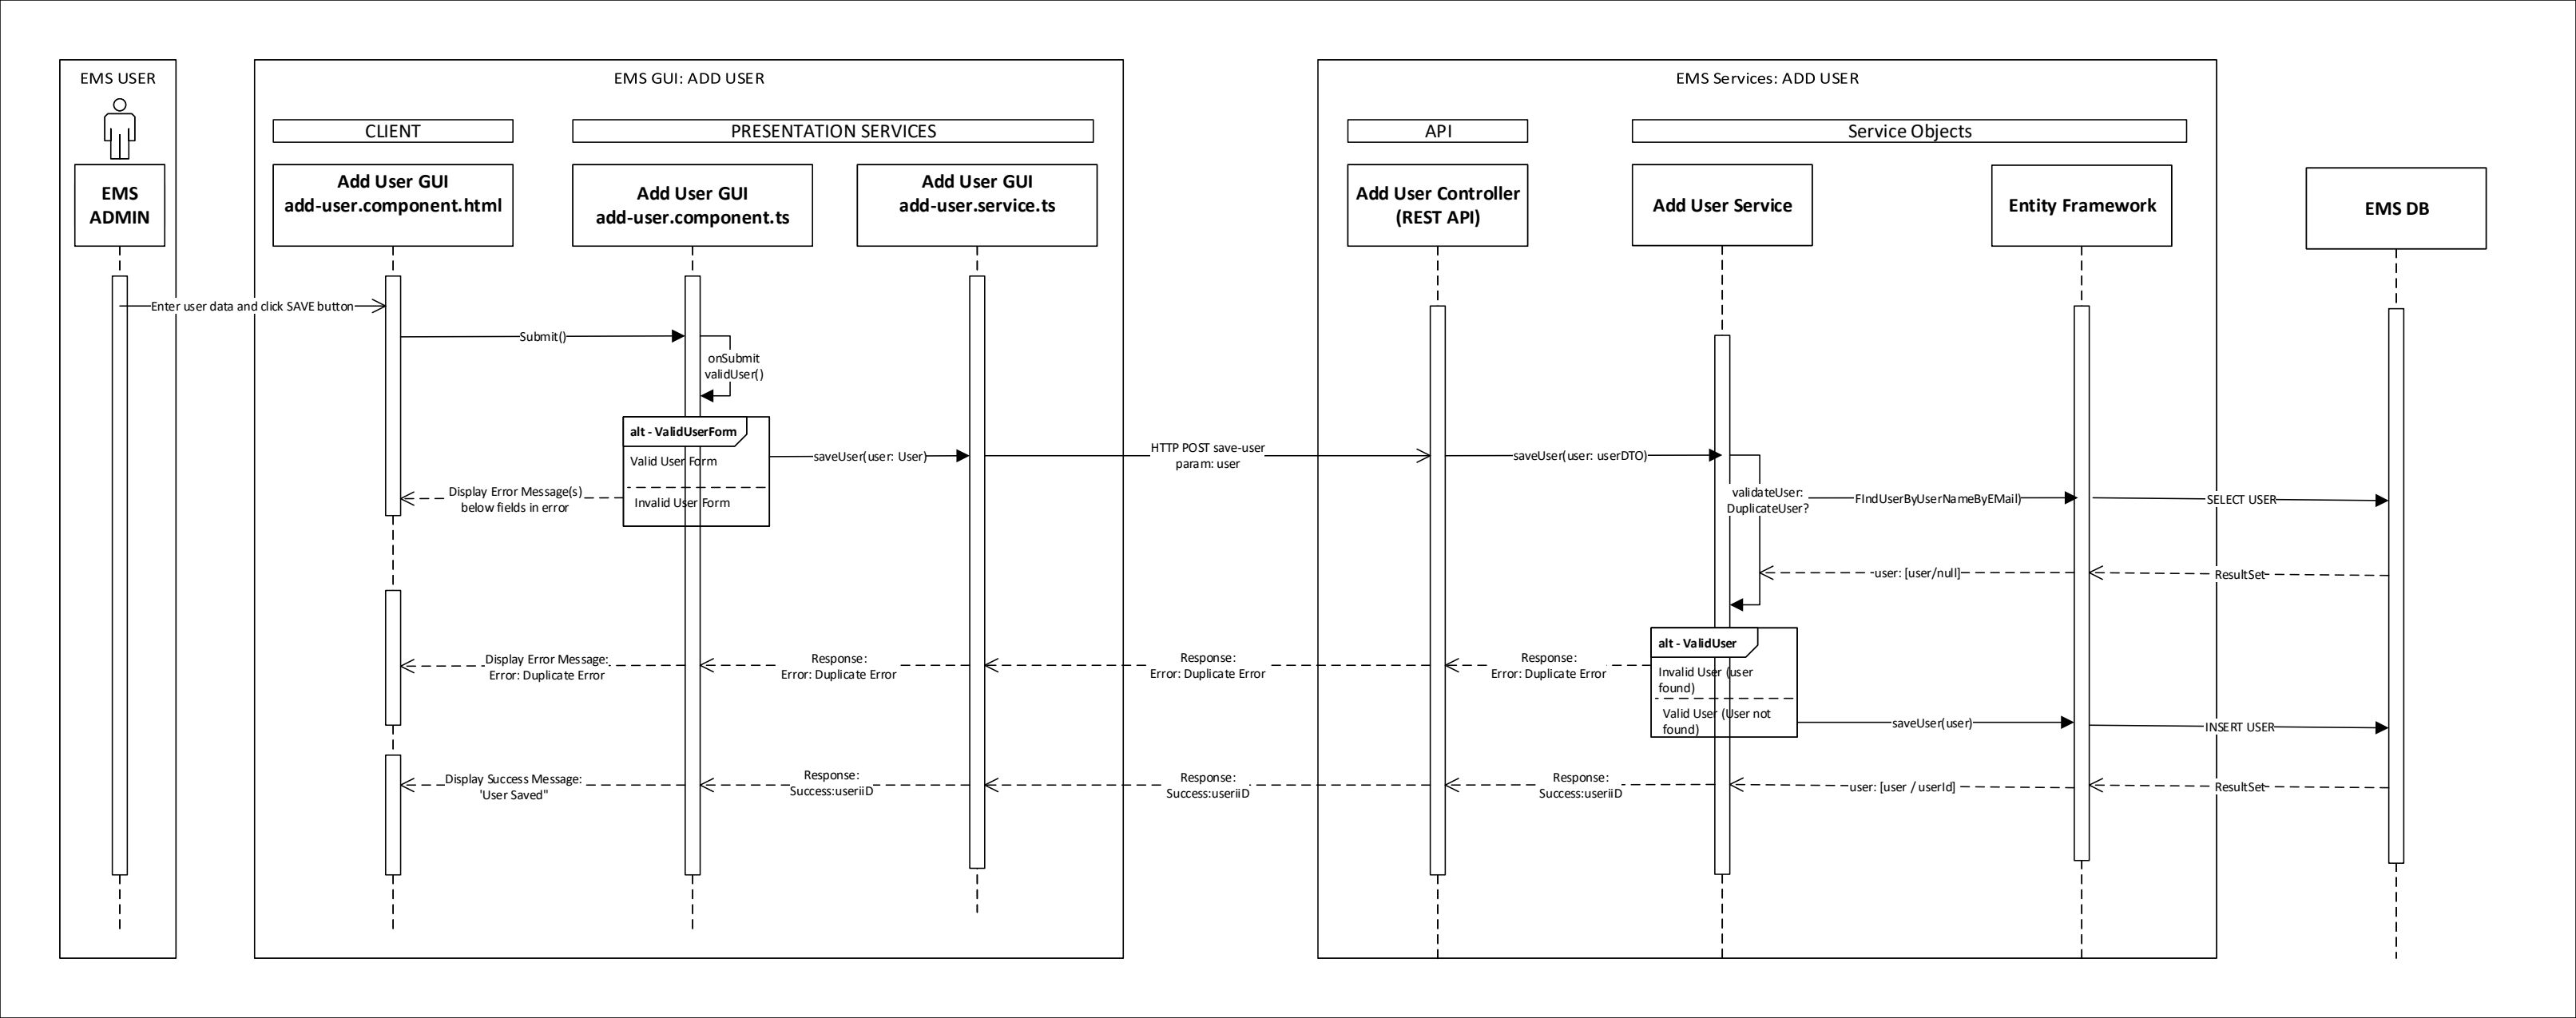 EMS USER
EMS GUI: ADD USER
EMS Services: ADD USER
CLIENT
PRESENTATION SERVICES
API
Service Objects
EMS
ADMIN
Add User GUI
add-user.component.html
Add User GUI
add-user.component.ts
Add User GUI
add-user.service.ts
Add User Controller
(REST API)
Add User Service
Entity Framework
EMS DB
Enter user data and click SAVE button
Submit()
onSubmit
validUser()
alt - ValidUserForm
Valid User Form
Invalid User Form
saveUser(user: User)
HTTP POST save-user
param: user
saveUser(user: userDTO)
Display Error Message(s)
below fields in error
validateUser:
DuplicateUser?
FIndUserByUserNameByEMail)
SELECT USER
user: [user/null]
ResultSet
alt - ValidUser
Invalid User (user
found)
Valid User (User not
found)
Display Error Message:
Error: Duplicate Error
Response:
Error: Duplicate Error
Response:
Error: Duplicate Error
Response:
Error: Duplicate Error
saveUser(user)
INSERT USER
Display Success Message:
'User Saved"
Response:
Success:useriiD
Response:
Success:useriiD
Response:
Success:useriiD
user: [user / userId]
ResultSet